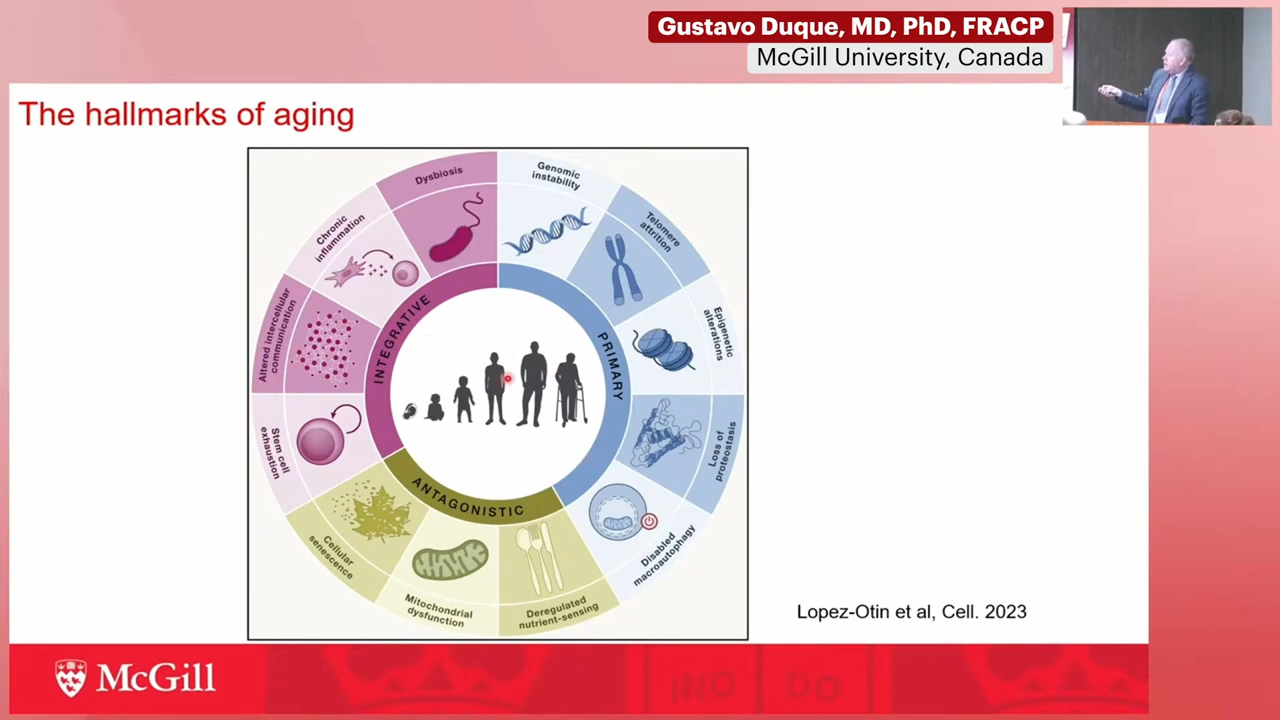 Gustavo Duque, MD, PhD, FRACP
McGill University, Canada
The hallmarks of aging
Dysbiosis
Genomic
instability
Telomere
attrition
Epigenetic
alterations
Loss of
proteostasis
Disabled
macroautophagy
Deregulated
nutrient-sensing
Mitochondrial
dysfunction
Cellular
senescence
Stem cell
exhaustion
Altered intercellular
communication
Chronic
inflammation
INTEGRATIVE
PRIMARY
ANTAGONISTIC
Lopez-Otin et al, Cell. 2023
McGill